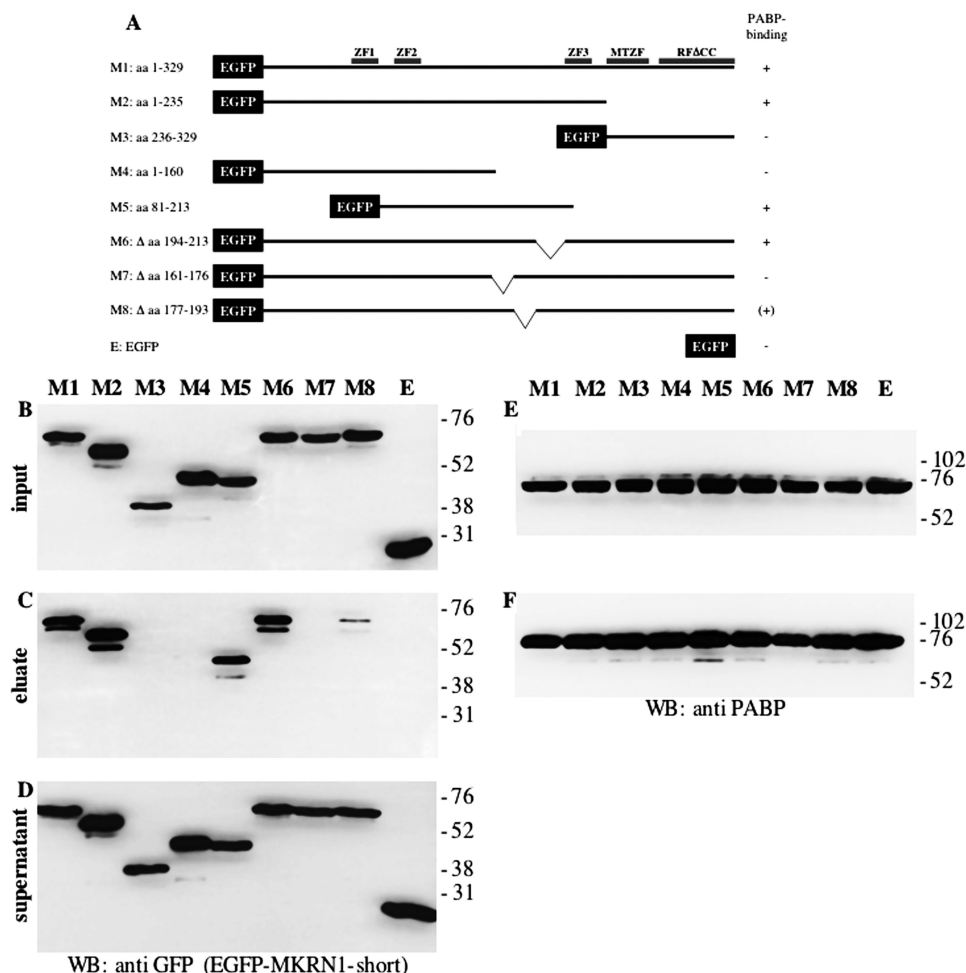 A
PABP-
binding
ZF1 ZF2 ZF3 MTZF RFΔCC
M1: aa 1-329 EGFP +
M2: aa 1-235 EGFP +
M3: aa 236-329 EGFP -
M4: aa 1-160 EGFP -
M5: aa 81-213 EGFP +
M6: Δ aa 194-213 EGFP +
M7: Δ aa 161-176 EGFP -
M8: Δ aa 177-193 EGFP (+)
E: EGFP EGFP -
M1 M2 M3 M4 M5 M6 M7 M8 E
B
input
- 76
- 52
- 38
- 31
C
eluate
- 76
- 52
- 38
- 31
D
supernatant
- 76
- 52
- 38
- 31
WB: anti GFP (EGFP-MKRN1-short)
M1 M2 M3 M4 M5 M6 M7 M8 E
E
- 102
- 76
- 52
F
- 102
- 76
- 52
WB: anti PABP